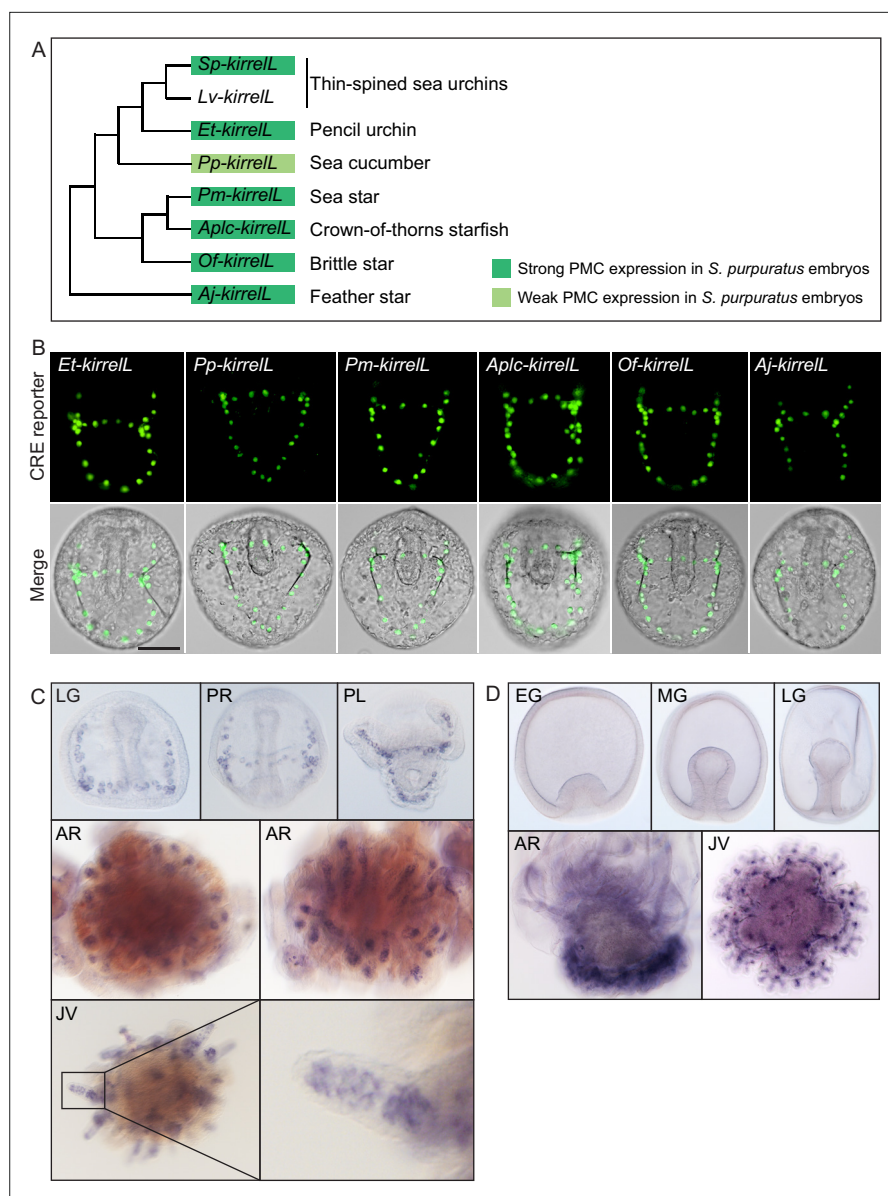 A
Sp-kirrelL
Thin-spined sea urchins
Lv-kirrelL
Et-kirrelL Pencil urchin
Pp-kirrelL Sea cucumber
Pm-kirrelL Sea star
Aplc-kirrelL Crown-of-thorns starfish
Of-kirrelL Brittle star
Aj-kirrelL Feather star
Strong PMC expression in S. purpuratus embryos
Weak PMC expression in S. purpuratus embryos
B
Et-kirrelL Pp-kirrelL Pm-kirrelL Aplc-kirrelL Of-kirrelL Aj-kirrelL
CRE reporter
Merge
C
LG PR PL
AR AR
JV
D
EG MG LG
AR JV